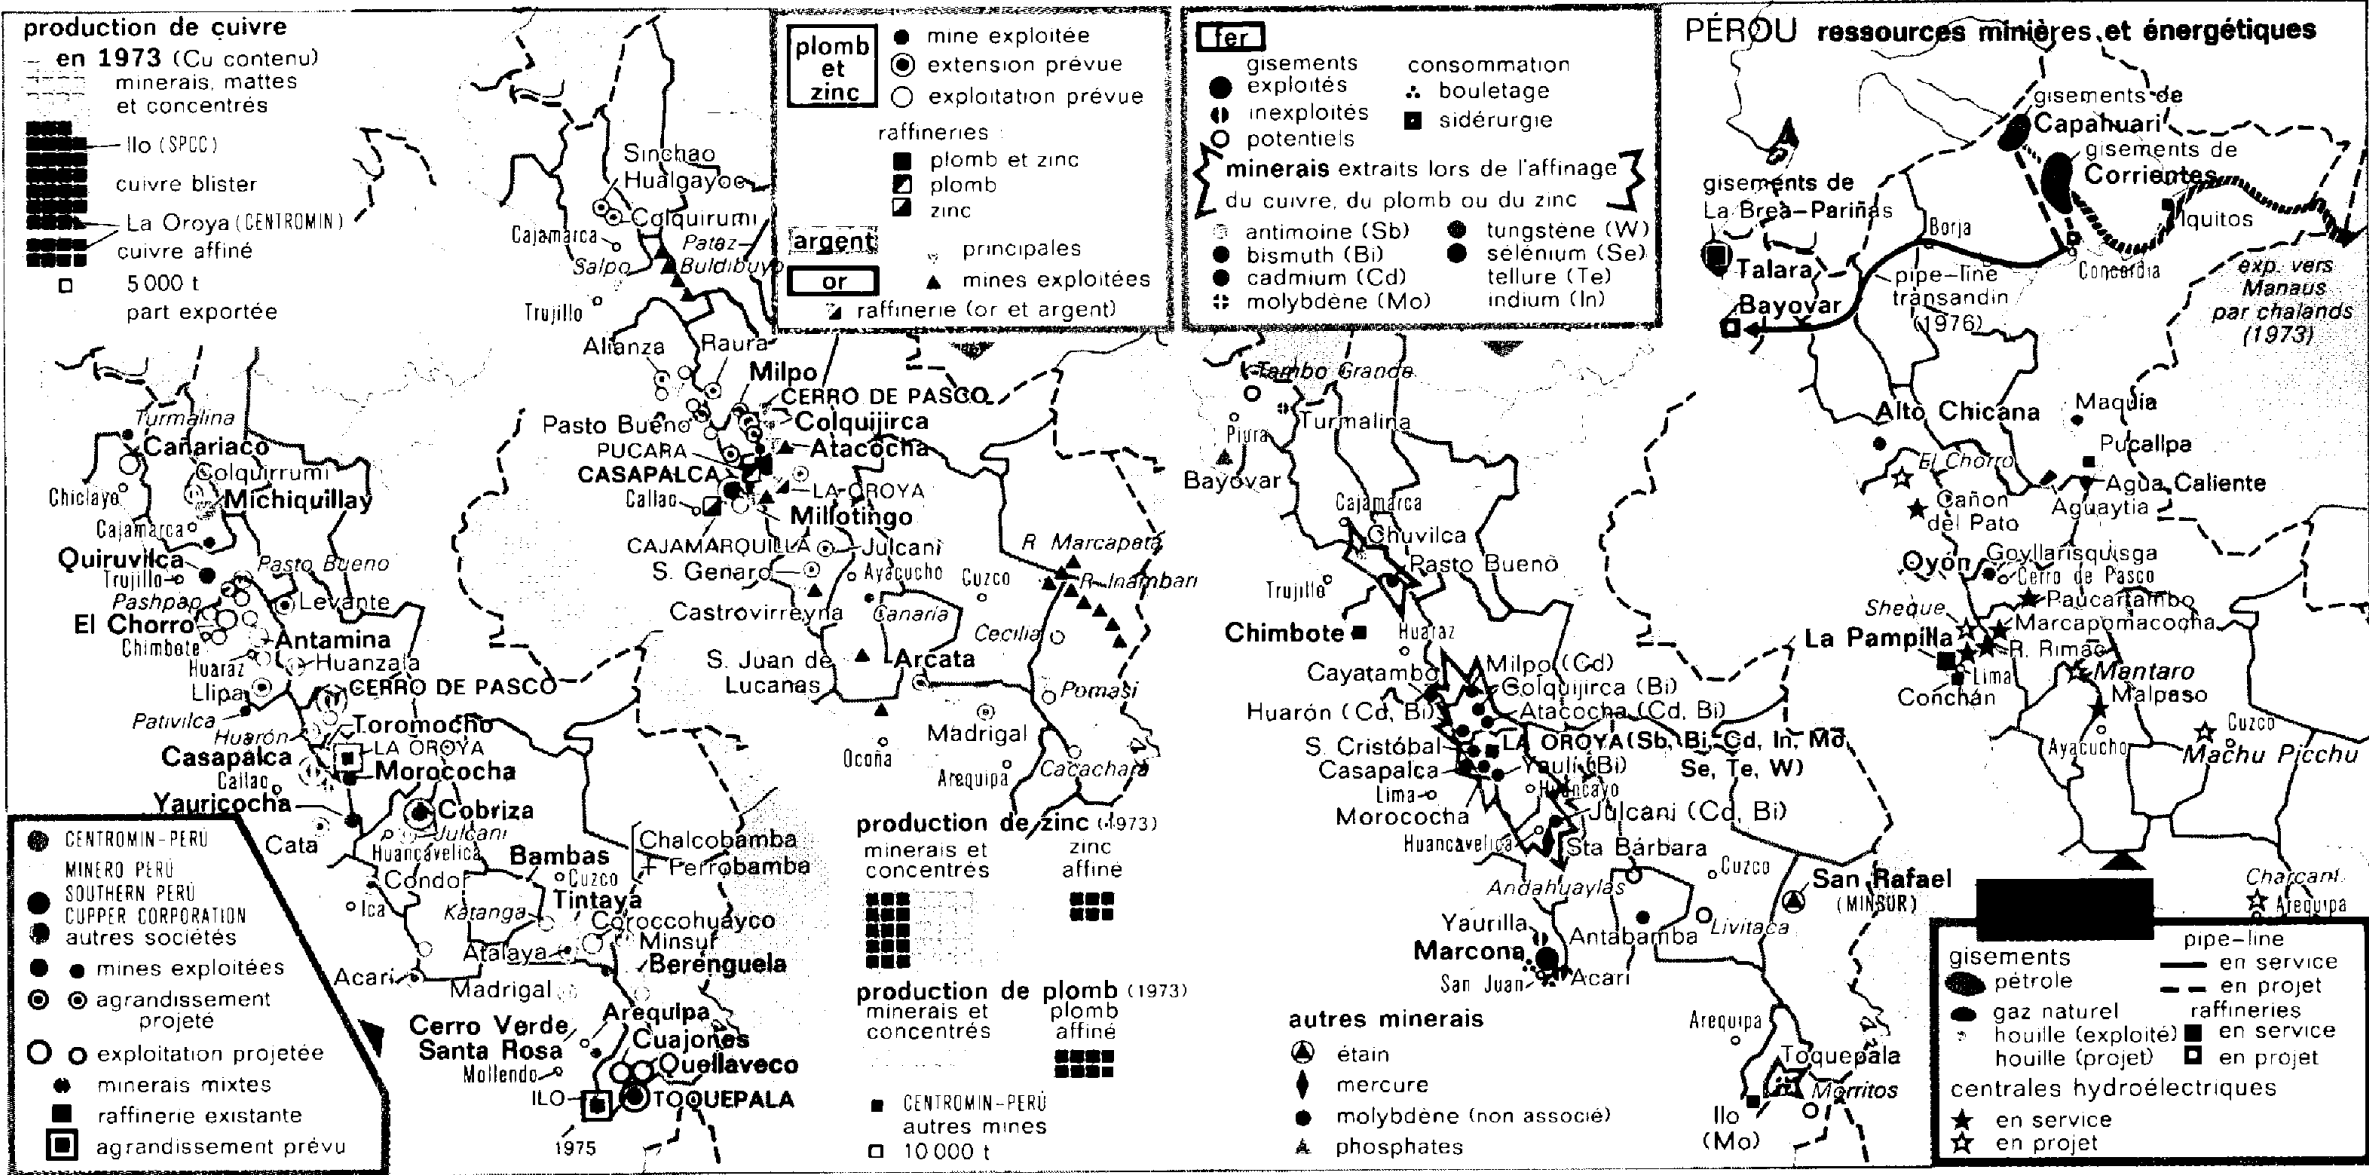 PÉROU ressources minières et énergétiques
production de cuivre
en 1973 (Cu contenu)
minerais, mattes
et concentrés
Ilo (SPCC)
cuivre blister
La Oroya (CENTROMIN)
cuivre affiné
5 000 t
part exportée
Turmalina
Cañariaco
Colquirrumi
Chiclayo
Michiquillay
Cajamarca
Quiruvilca
Trujillo
Pasto Bueno
Pashpap
Levante
El Chorro
Chimbote
Antamina
Huaraz
Huanzala
Llipa
CERRO DE PASCO
Pativilca
Toromocho
Huarón
LA OROYA
Casapalca
Callao
Morococha
Yauricocha
Cobriza
Cata
Julcani
Huancavelica
Bambas
Chalcobamba
Ferrobamba
Condor
Cuzco
Tintaya
Ica
Katanga
Coroccohuayco
Atalaya
Minsur
Berenguela
Acari
Madrigal
Arequipa
Cerro Verde
Santa Rosa
Cuajones
Mollendo
Quellaveco
ILO
TOQUEPALA
1975
CENTROMIN-PERÚ
MINERO PERÚ
SOUTHERN PERÚ
CUPPER CORPORATION
autres sociétés
mines exploitées
agrandissement
projeté
exploitation projetée
minerais mixtes
raffinerie existante
agrandissement prévu
plomb
et
zinc
mine exploitée
extension prévue
exploitation prévue
raffineries :
plomb et zinc
plomb
zinc
argent
principales
or
mines exploitées
raffinerie (or et argent)
Sinchao
Hualgayoc
Colquirumi
Cajamarca
Pataz
Salpo
Buldibuyo
Trujillo
Alianza
Raura
Milpo
CERRO DE PASCO
Pasto Bueno
Colquijirca
PUCARA
Atacocha
CASAPALCA
Callao
LA OROYA
Millotingo
CAJAMARQUILLA
Julcani
R Marcapata
S. Genaro
Ayacucho
Cuzco
R Inambari
Castrovirreyna
Canaria
Cecilia
S. Juan de
Lucanas
Arcata
Pomasi
Madrigal
Ocoña
Arequipa
Cacachara
production de zinc (1973)
minerais et
concentrés
zinc
affiné
production de plomb (1973)
minerais et
concentrés
plomb
affiné
CENTROMIN-PERÚ
autres mines
10 000 t
fer
gisements
exploités
inexploités
potentiels
consommation
bouletage
sidérurgie
minerais extraits lors de l'affinage
du cuivre, du plomb ou du zinc
antimoine (Sb)
bismuth (Bi)
cadmium (Cd)
molybdène (Mo)
tungstène (W)
sélénium (Se)
tellure (Te)
indium (In)
Tambo Grande
Turmalina
Piura
Bayovar
Cajamarca
Chuvilca
Pasto Bueno
Trujillo
Chimbote
Huaraz
Cayatambo
Milpo (Cd)
Colquijirca (Bi)
Huarón (Cd, Bi)
Atacocha (Cd, Bi)
S. Cristóbal
LA OROYA (Sb, Bi, Cd, In, Mo,
Se, Te, W)
Casapalca
Yauli (Bi)
Lima
Huancayo
Morococha
Julcani (Cd, Bi)
Huancavelica
Sta Bárbara
Cuzco
Andahuaylas
San Rafael
(MINSUR)
Yaurilla
Antabamba
Livitaca
Marcona
San Juan
Acari
Arequipa
Toquepala
Morritos
Ilo
(Mo)
autres minerais
étain
mercure
molybdène (non associé)
phosphates
gisements de
Capahuari
gisements de
Corrientes
gisements de
La Brea-Pariñas
Iquitos
Borja
Talara
Concordia
Bayovar
pipe-line
transandin
(1976)
exp. vers
Manaus
par chalands
(1973)
Alto Chicana
Maquia
Pucallpa
El Chorro
Agua Caliente
Cañon
del Pato
Aguaytia
Oyón
Goyllarisquisga
Cerro de Pasco
Paucartambo
Sheque
Marcapomacocha
La Pampilla
R. Rimac
Lima
Mantaro
Conchán
Malpaso
Cuzco
Ayacucho
Machu Picchu
Charcani
Arequipa
gisements
pétrole
gaz naturel
houille (exploité)
houille (projet)
pipe-line
en service
en projet
raffineries
en service
en projet
centrales hydroélectriques
en service
en projet